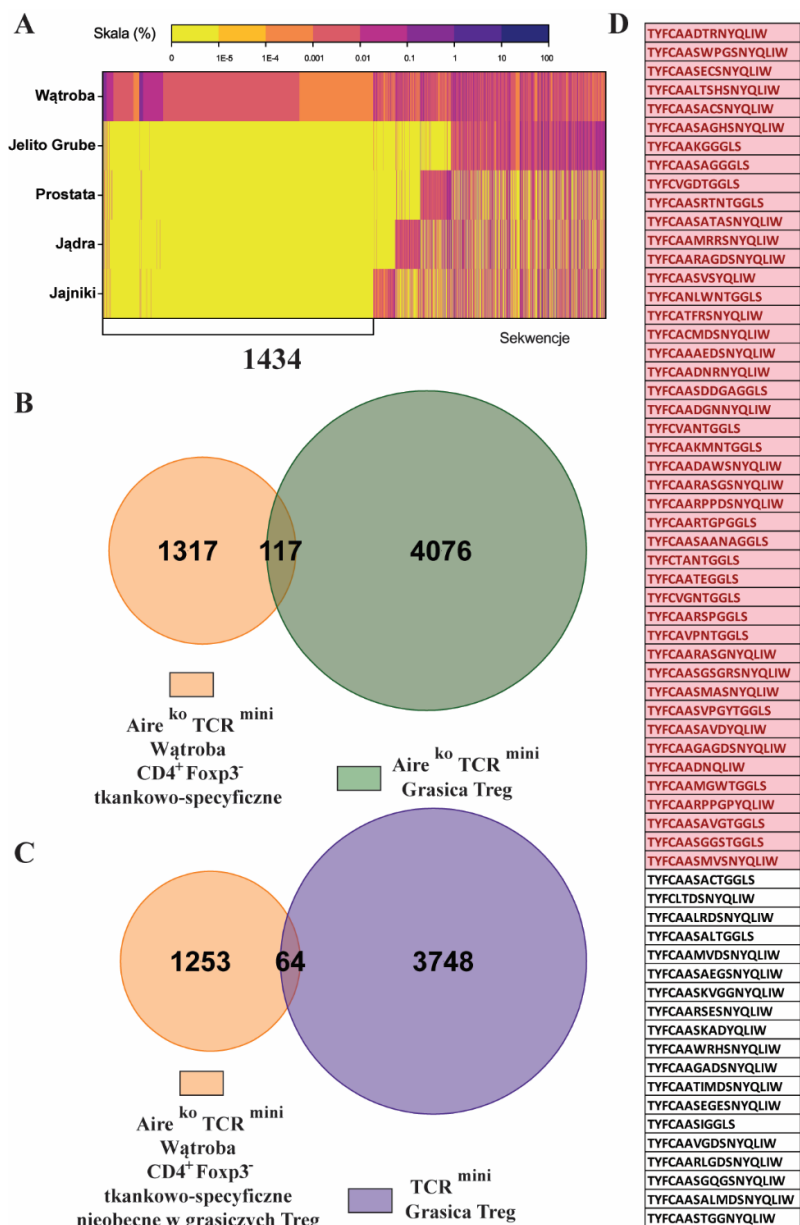 A
Skala (%)
0 1E-5 1E-4 0.001 0.01 0.1 1 10 100
Wątroba
Jelito Grube
Prostata
Jądra
Jajniki
1434
Sekwencje
B
1317 117 4076
Aire ko TCR mini
Wątroba
CD4+ Foxp3-
tkankowo-specyficzne
Aire ko TCR mini
Grasica Treg
C
1253 64 3748
Aire ko TCR mini
Wątroba
CD4+ Foxp3-
tkankowo-specyficzne
nieobecne w grasiczych Treg
TCR mini
Grasica Treg
D
TYFCAADTRNYQLIW
TYFCAASWPGSNYQLIW
TYFCAASECSNYQLIW
TYFCAALTSHSNYQLIW
TYFCAASACSNYQLIW
TYFCAASAGHSNYQLIW
TYFCAAKGGGLS
TYFCAASAGGGLS
TYFCVGDTGGLS
TYFCAASRTNTGGLS
TYFCAASATASNYQLIW
TYFCAAMRRSNYQLIW
TYFCAARAGDSNYQLIW
TYFCAASVSYQLIW
TYFCANLWNTGGLS
TYFCATFRSNYQLIW
TYFCACMDSNYQLIW
TYFCAAAEDSNYQLIW
TYFCAADNRNYQLIW
TYFCAASDDGAGGLS
TYFCAADGNNYQLIW
TYFCVANTGGLS
TYFCAAKMNTGGLS
TYFCAADAWSNYQLIW
TYFCAARASGSNYQLIW
TYFCAARPPDSNYQLIW
TYFCAARTGPGGLS
TYFCAASAANAGGLS
TYFCTANTGGLS
TYFCAATEGGLS
TYFCVGNTGGLS
TYFCAARSPGGLS
TYFCAVPNTGGLS
TYFCAARASGNYQLIW
TYFCAASGSGRSNYQLIW
TYFCAASMASNYQLIW
TYFCAASVPGYTGGLS
TYFCAASAVDYQLIW
TYFCAAGAGDSNYQLIW
TYFCAADNQLIW
TYFCAAMGWTGGLS
TYFCAARPPGPYQLIW
TYFCAASAVGTGGLS
TYFCAASGGSTGGLS
TYFCAASMVSNYQLIW
TYFCAASACTGGLS
TYFCLTDSNYQLIW
TYFCAALRDSNYQLIW
TYFCAASALTGGLS
TYFCAAMVDSNYQLIW
TYFCAASAEGSNYQLIW
TYFCAASKVGGNYQLIW
TYFCAARSESNYQLIW
TYFCAASKADYQLIW
TYFCAAWRHSNYQLIW
TYFCAAGADSNYQLIW
TYFCAATIMDSNYQLIW
TYFCAASEGESNYQLIW
TYFCAASIGGLS
TYFCAAVGDSNYQLIW
TYFCAARLGDSNYQLIW
TYFCAASGQGSNYQLIW
TYFCAASALMDSNYQLIW
TYFCAASTGGNYQLIW